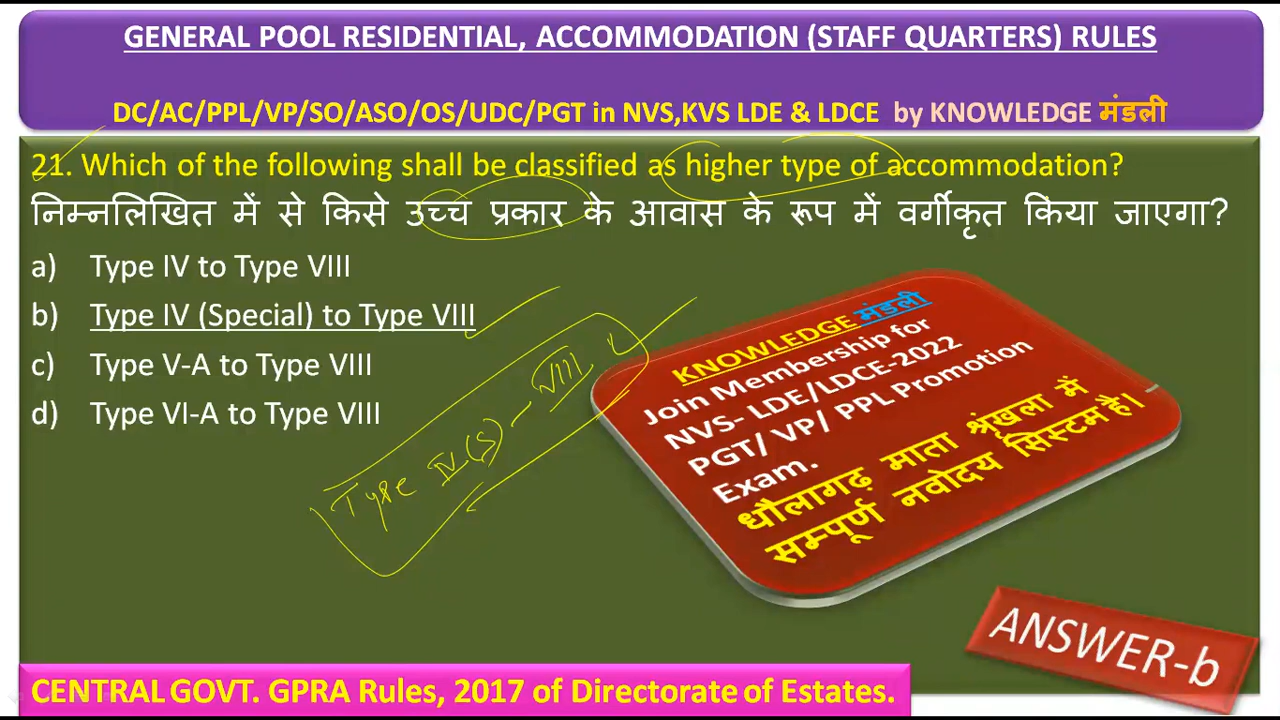 GENERAL POOL RESIDENTIAL, ACCOMMODATION (STAFF QUARTERS) RULES
DC/AC/PPL/VP/SO/ASO/OS/UDC/PGT in NVS,KVS LDE & LDCE by KNOWLEDGE मंडली
21. Which of the following shall be classified as higher type of accommodation?
निम्नलिखित में से किसे उच्च प्रकार के आवास के रूप में वर्गीकृत किया जाएगा?
a) Type IV to Type VIII
b) Type IV (Special) to Type VIII
c) Type V-A to Type VIII
d) Type VI-A to Type VIII
Type IV (S) - VIII
KNOWLEDGE मंडली
Join Membership for
NVS- LDE/LDCE-2022
PGT/ VP/ PPL Promotion
Exam.
धौलागढ़ माता श्रृंखला में
सम्पूर्ण नवोदय सिस्टम है।
ANSWER-b
CENTRAL GOVT. GPRA Rules, 2017 of Directorate of Estates.